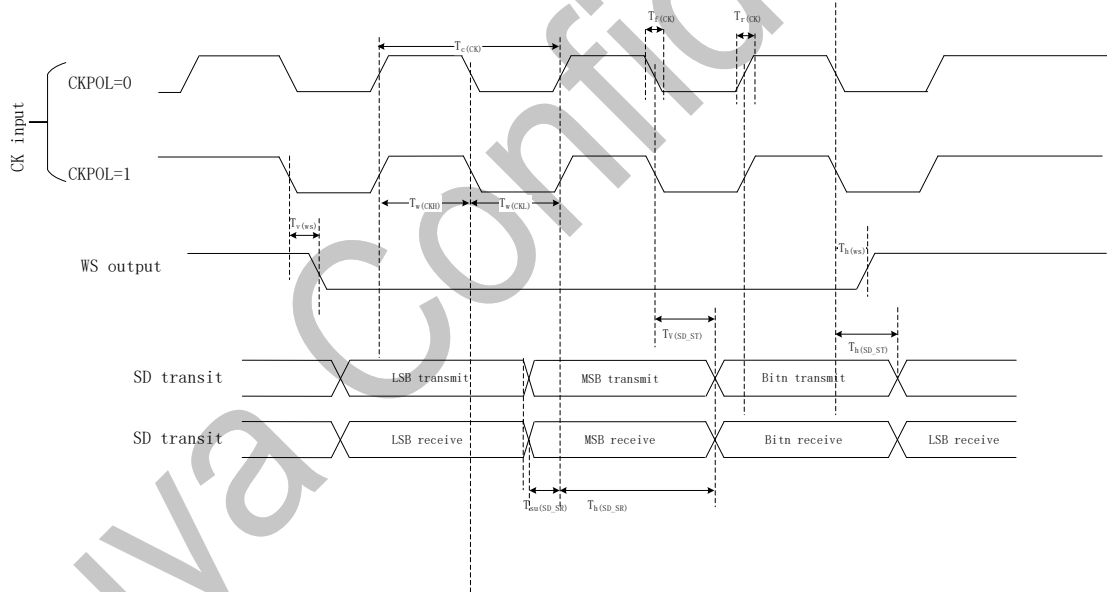 T_f(CK)
T_r(CK)
T_c(CK)
CKPOL=0
CK input
CKPOL=1
T_w(CKH)
T_w(CKL)
T_v(ws)
T_h(ws)
WS output
T_V(SD_ST)
T_h(SD_ST)
SD transit
LSB transmit
MSB transmit
Bitn transmit
SD transit
LSB receive
MSB receive
Bitn receive
LSB receive
T_su(SD_SR)
T_h(SD_SR)